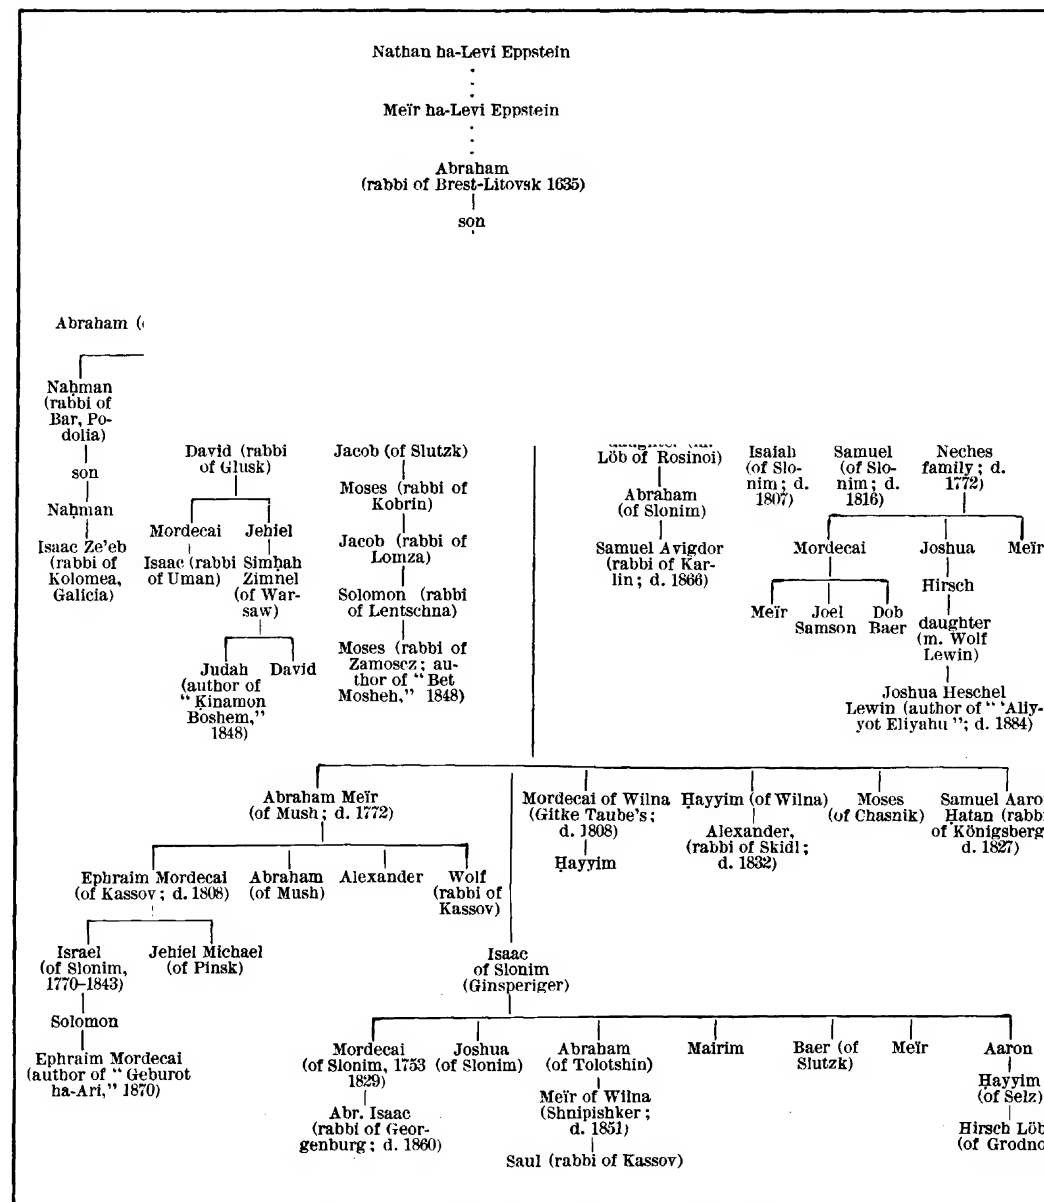 Nathan ha-Levi Eppstein
Meïr ha-Levi Eppstein
Abraham
(rabbi of Brest-Litovsk 1635)
son
Abraham
Naḥman
(rabbi of
Bar, Po-
dolia)
son
Naḥman
Isaac Ze'eb
(rabbi of
Kolomea,
Galicia)
David (rabbi
of Glusk)
Mordecai
Isaac (rabbi
of Uman)
Jehiel
Simḥah
Zimnel
(of War-
saw)
Judah
(author of
"Ḳinamon
Boshem,"
1848)
David
Jacob (of Slutzk)
Moses (rabbi of
Kobrin)
Jacob (rabbi of
Lomza)
Solomon (rabbi
of Lentschna)
Moses (rabbi of
Zamoscz; au-
thor of "Bet
Mosheh," 1848)
daughter (m.
Löb of Rosinoi)
Abraham
(of Slonim)
Samuel Avigdor
(rabbi of Kar-
lin; d. 1866)
Isaiah
(of Slo-
nim; d.
1807)
Samuel
(of Slo-
nim; d.
1816)
Neches
family; d.
1772)
Mordecai
Meïr
Joel
Samson
Dob
Baer
Joshua
Hirsch
daughter
(m. Wolf
Lewin)
Joshua Heschel
Lewin (author of "'Aliy-
yot Eliyahu"; d. 1884)
Meïr
Abraham Meïr
(of Mush; d. 1772)
Mordecai of Wilna
(Gitke Taube's;
d. 1808)
Ḥayyim
Ḥayyim (of Wilna)
Alexander,
(rabbi of Skidl;
d. 1832)
Moses
(of Chasnik)
Samuel Aaron
Ḥatan (rabbi
of Königsberg
d. 1827)
Ephraim Mordecai
(of Kassov; d. 1808)
Abraham
(of Mush)
Alexander
Wolf
(rabbi of
Kassov)
Israel
(of Slonim,
1770–1843)
Solomon
Ephraim Mordecai
(author of "Geburot
ha-Ari," 1870)
Jehiel Michael
(of Pinsk)
Isaac
of Slonim
(Ginsperiger)
Mordecai
(of Slonim, 1753
1829)
Abr. Isaac
(rabbi of Geor-
genburg; d. 1860)
Joshua
(of Slonim)
Abraham
(of Tolotshin)
Meïr of Wilna
(Shnipishker;
d. 1851)
Saul (rabbi of Kassov)
Mairim
Baer (of
Slutzk)
Meïr
Aaron
Ḥayyim
(of Selz)
Hirsch Löb
(of Grodno